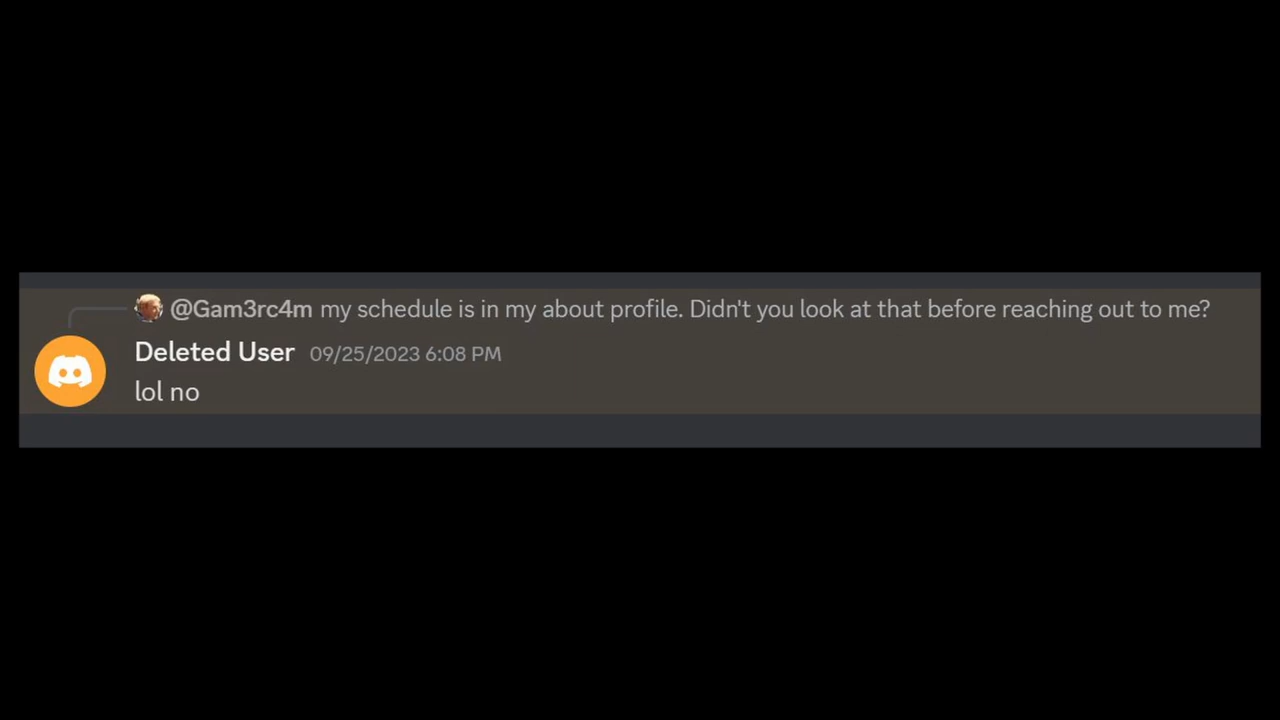 @Gam3rc4m my schedule is in my about profile. Didn't you look at that before reaching out to me?
Deleted User 09/25/2023 6:08 PM
lol no